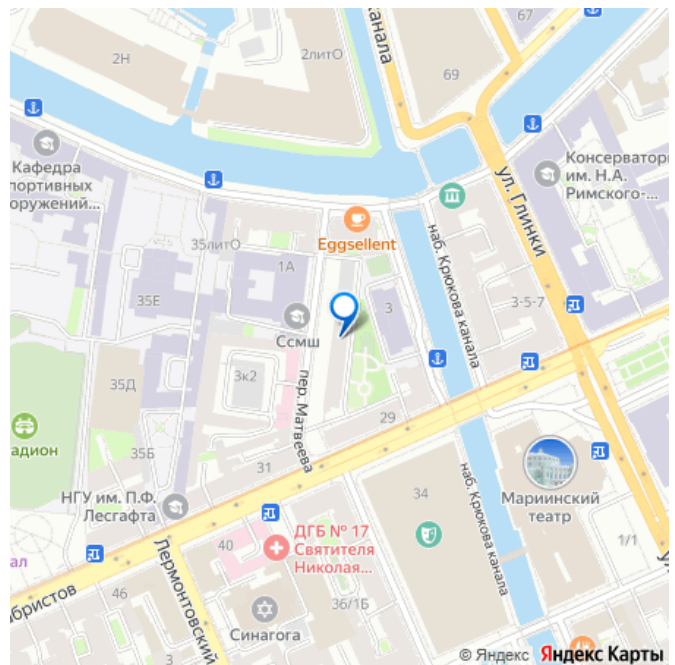 67
2Н
2литО
канала
69
Кафедра
портивных
оружений...
Консерватори
им. Н.А.
Римского-...
ул. Глинки
Eggsellent
35литО
1А
наб. Крюкова канала
35Е
3
3-5-7
Ссмш
35Д
3к2
пер. Матвеева
29
адион
35Б
31
НГУ им. П.Ф.
Лесгафта
34
наб. Крюкова канала
Мариинский
театр
ал
40
ДГБ № 17
Святителя
Николая...
Лермонтовский
1/1
46
36/1Б
бристов
Синагога
© Яндекс Яндекс Карты